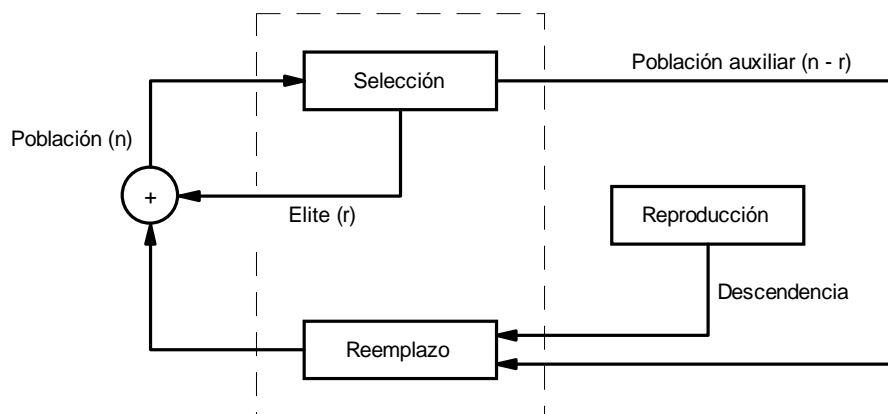 Selección
Población auxiliar (n - r)
Población (n)
+
Elite (r)
Reproducción
Descendencia
Reemplazo